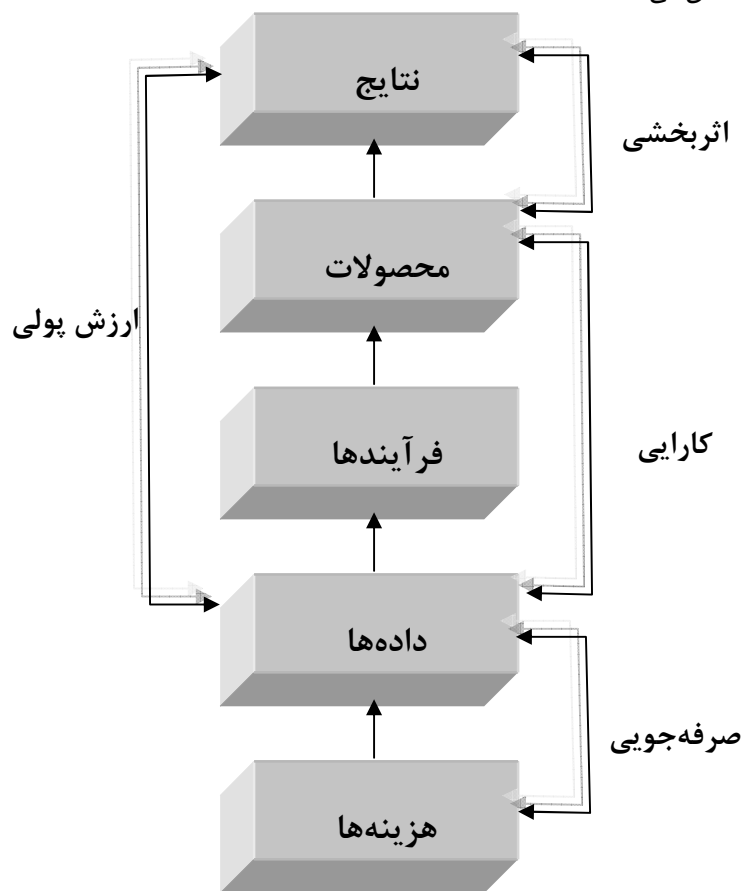 نتایج
اثربخشی
محصولات
ارزش پولی
فرآیندها
کارایی
داده‌ها
صرفه‌جویی
هزینه‌ها